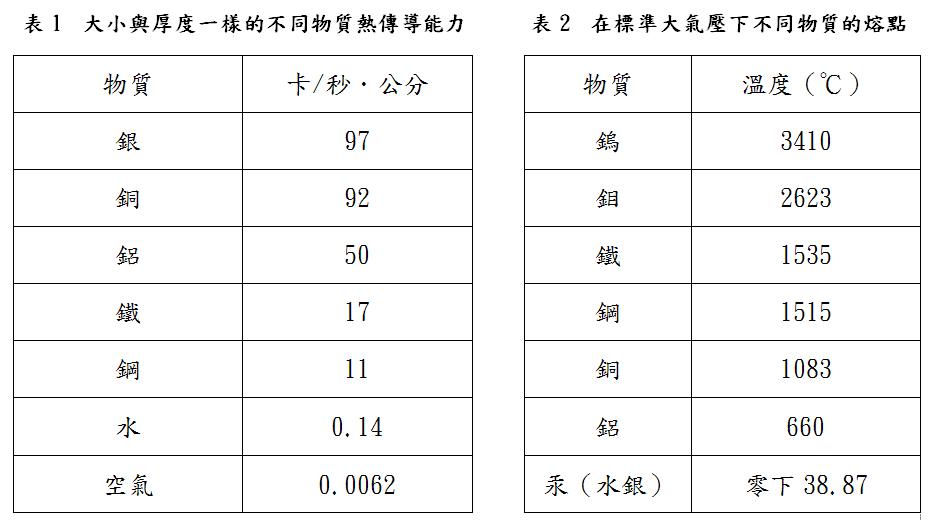 表1 大小與厚度一樣的不同物質熱傳導能力
物質 卡/秒·公分
銀 97
銅 92
鋁 50
鐵 17
鋼 11
水 0.14
空氣 0.0062
表2 在標準大氣壓下不同物質的熔點
物質 溫度（℃）
鎢 3410
鉬 2623
鐵 1535
鋼 1515
銅 1083
鋁 660
汞（水銀） 零下38.87